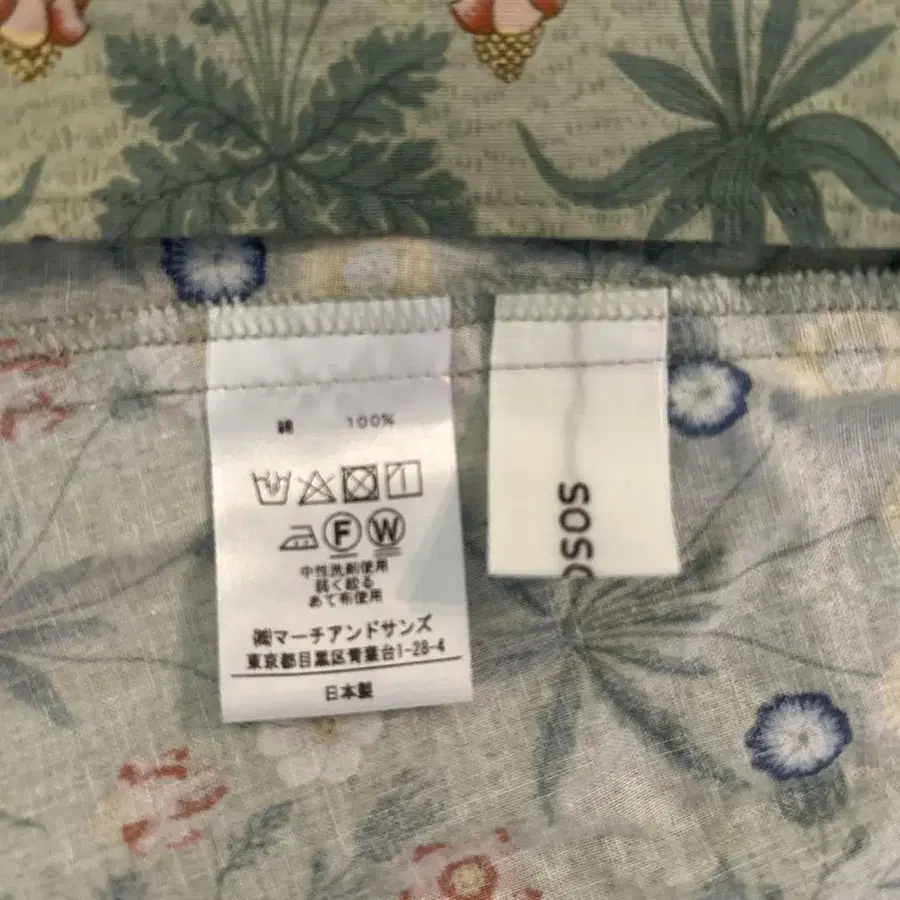 綿 100%
F W
中性洗剤使用
弱く絞る
あて布使用
㈱マーチアンドサンズ
東京都目黒区青葉台1-28-4
日本製
SOSO